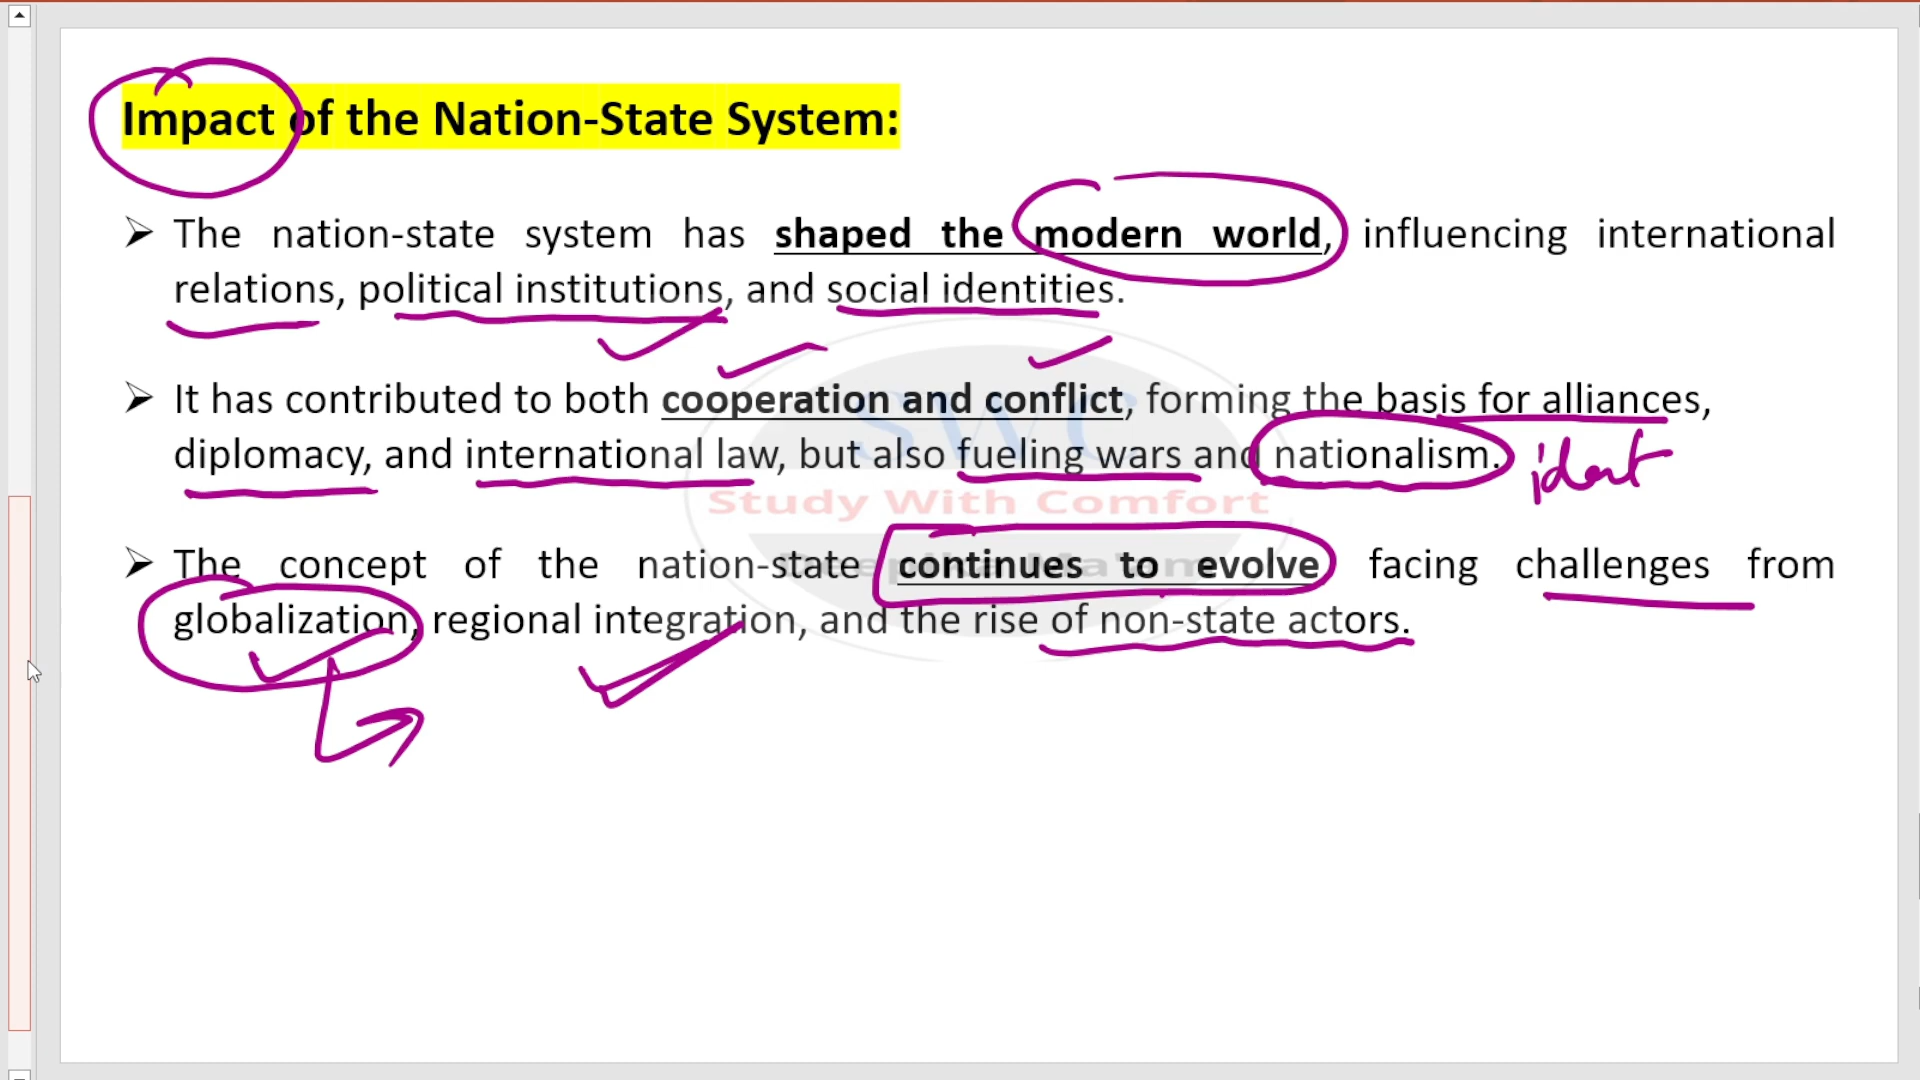 Impact of the Nation-State System:
The nation-state system has shaped the modern world, influencing international
relations, political institutions, and social identities.
It has contributed to both cooperation and conflict, forming the basis for alliances,
diplomacy, and international law, but also fueling wars and nationalism.
ident
SWC
Study With Comfort
The concept of the nation-state continues to evolve facing challenges from
globalization, regional integration, and the rise of non-state actors.